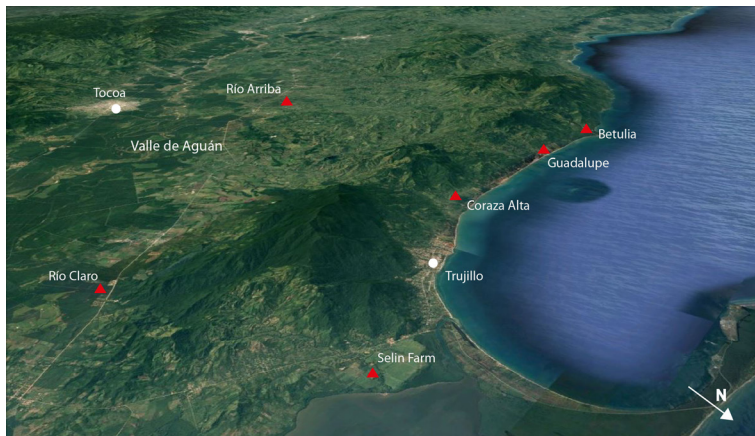 Tocoa
Río Arriba
Valle de Aguán
Betulia
Guadalupe
Coraza Alta
Río Claro
Trujillo
Selin Farm
N